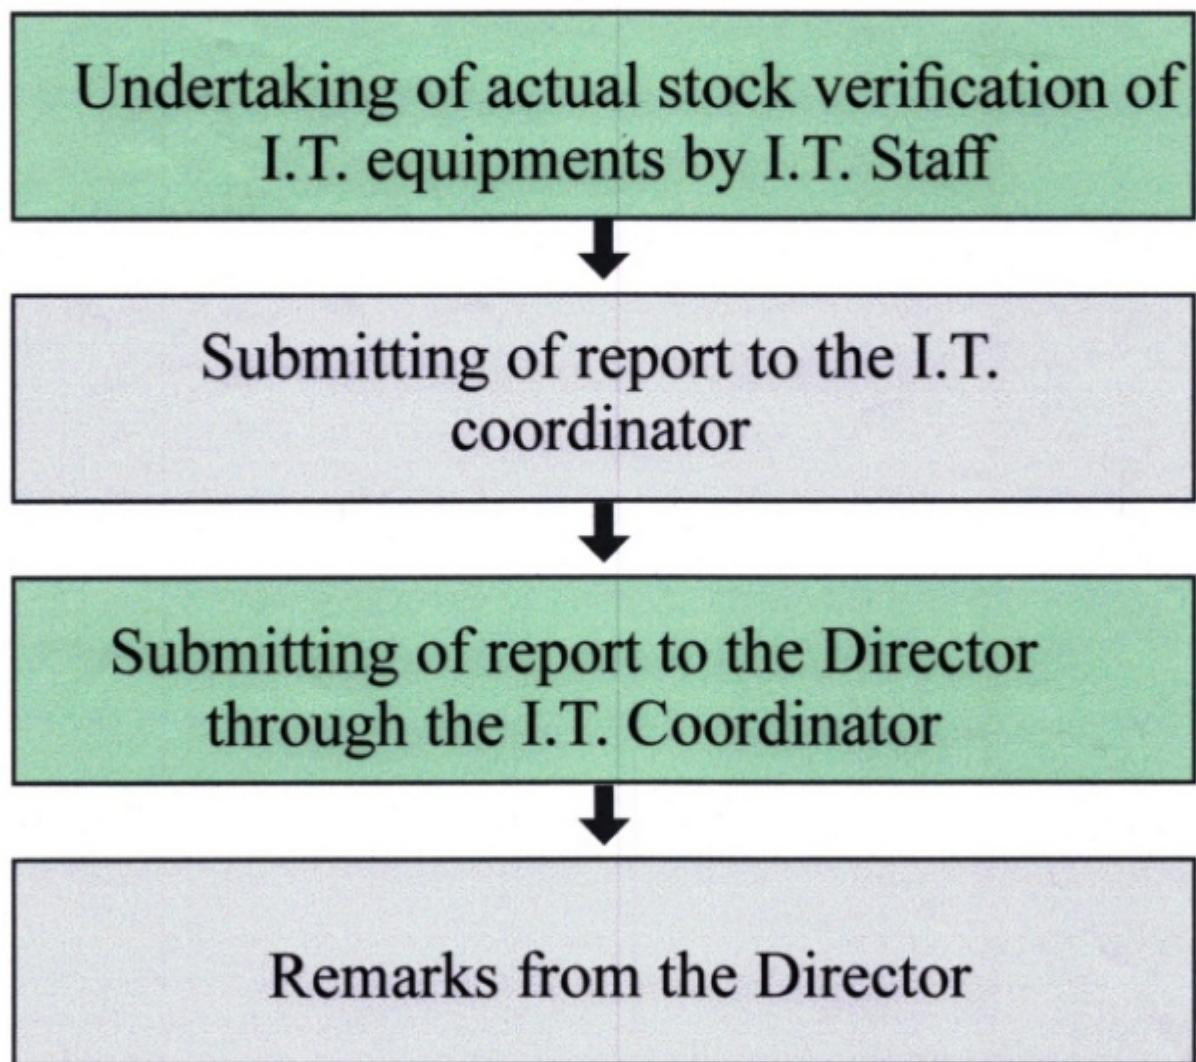 Undertaking of actual stock verification of
I.T. equipments by I.T. Staff
Submitting of report to the I.T.
coordinator
Submitting of report to the Director
through the I.T. Coordinator
Remarks from the Director